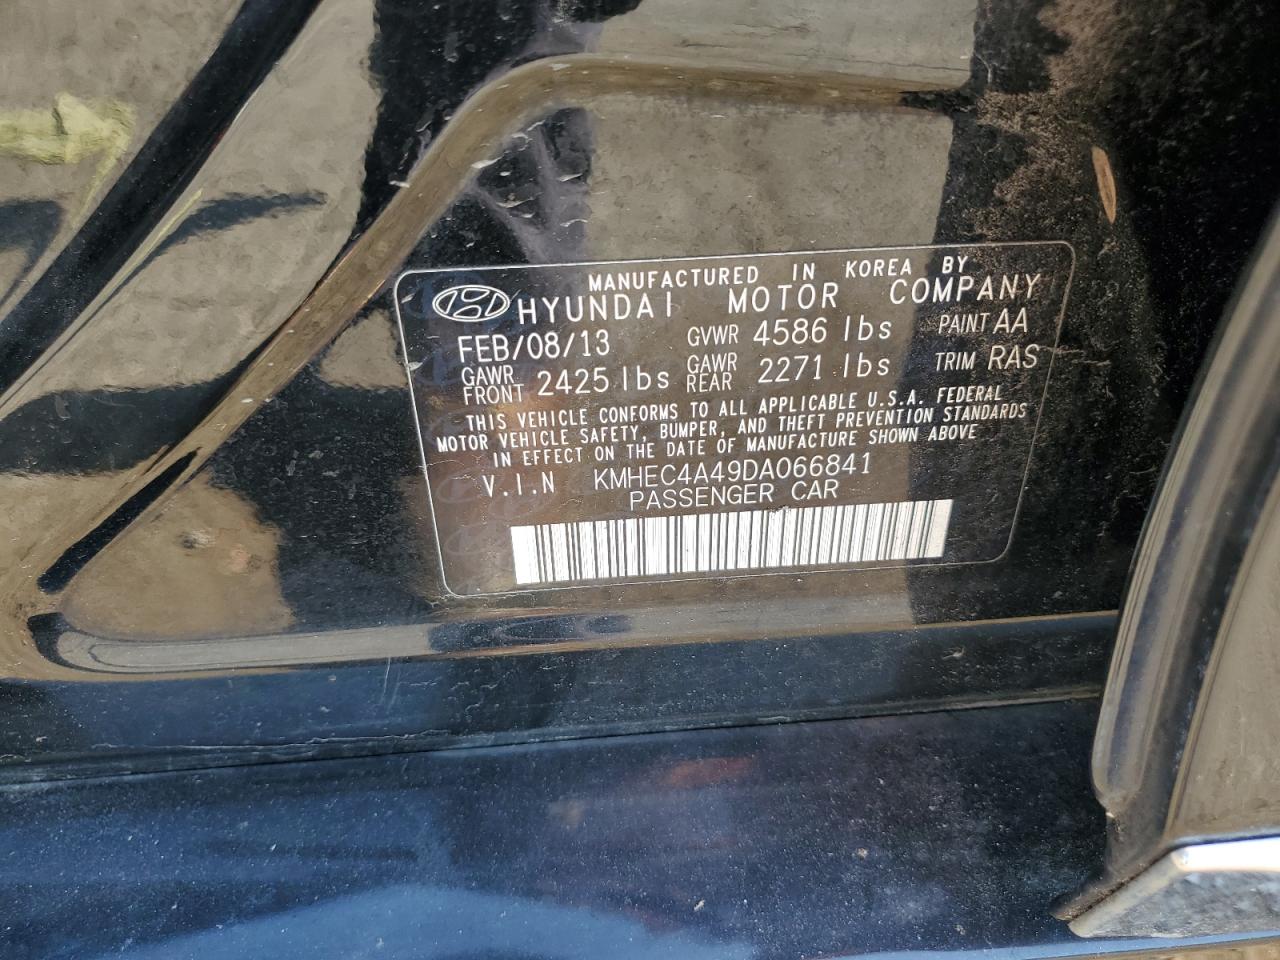 MANUFACTURED IN KOREA BY
HYUNDAI MOTOR COMPANY
FEB/08/13 GVWR 4586 lbs PAINT AA
GAWR FRONT 2425 lbs GAWR REAR 2271 lbs TRIM RAS
THIS VEHICLE CONFORMS TO ALL APPLICABLE U.S.A. FEDERAL
MOTOR VEHICLE SAFETY, BUMPER, AND THEFT PREVENTION STANDARDS
IN EFFECT ON THE DATE OF MANUFACTURE SHOWN ABOVE
V.I.N KMHEC4A49DA066841
PASSENGER CAR